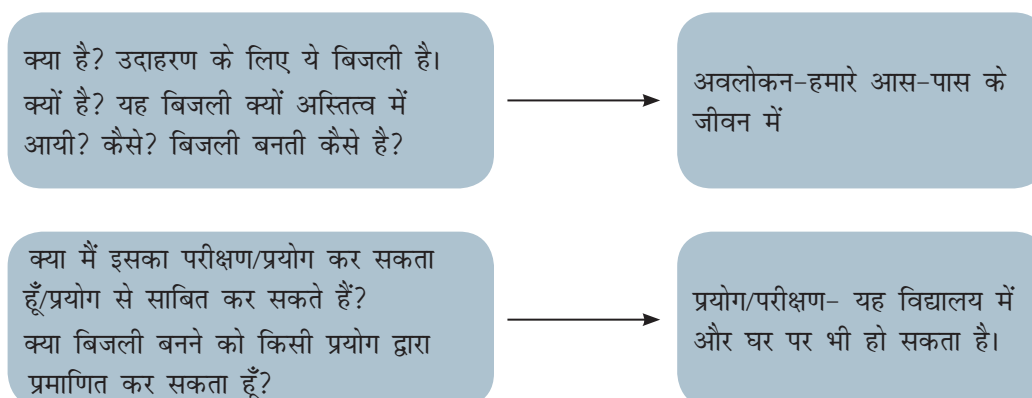 क्या है? उदाहरण के लिए ये बिजली है।
क्यों है? यह बिजली क्यों अस्तित्व में
आयी? कैसे? बिजली बनती कैसे है?
अवलोकन-हमारे आस-पास के
जीवन में
क्या मैं इसका परीक्षण/प्रयोग कर सकता
हूँ/प्रयोग से साबित कर सकते हैं?
क्या बिजली बनने को किसी प्रयोग द्वारा
प्रमाणित कर सकता हूँ?
प्रयोग/परीक्षण- यह विद्यालय में
और घर पर भी हो सकता है।